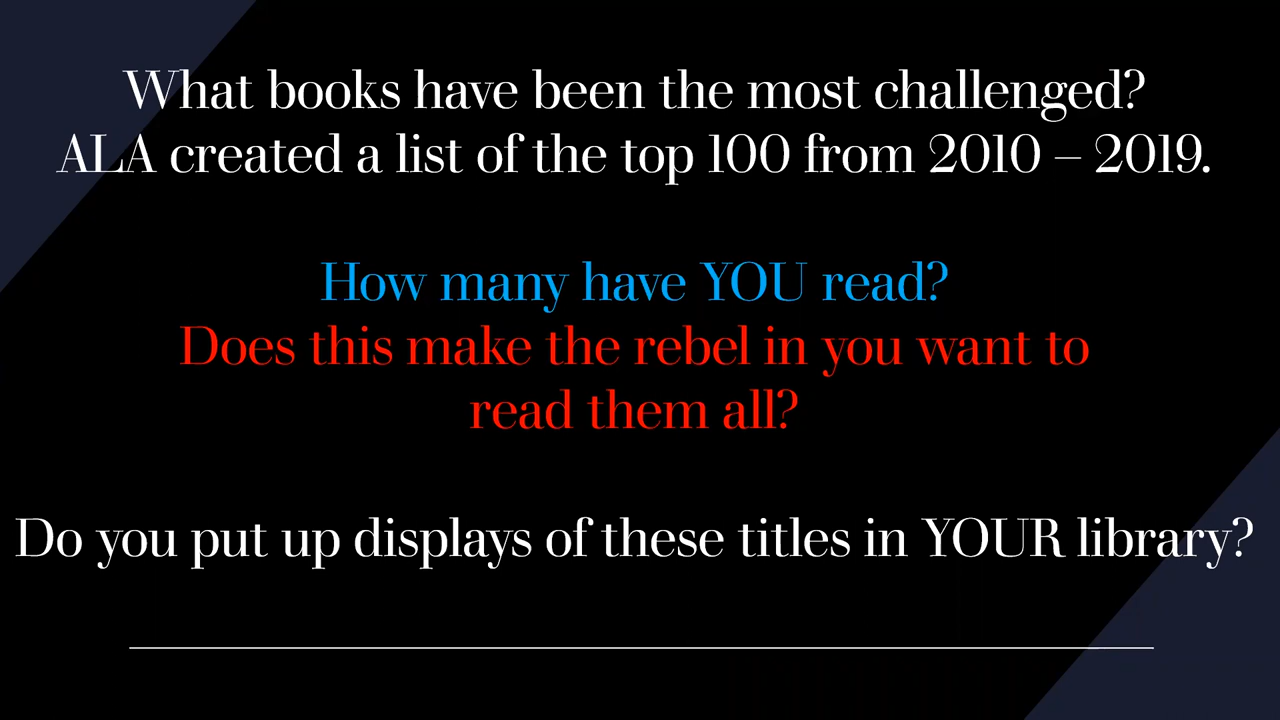 What books have been the most challenged?
ALA created a list of the top 100 from 2010 – 2019.
How many have YOU read?
Does this make the rebel in you want to
read them all?
Do you put up displays of these titles in YOUR library?